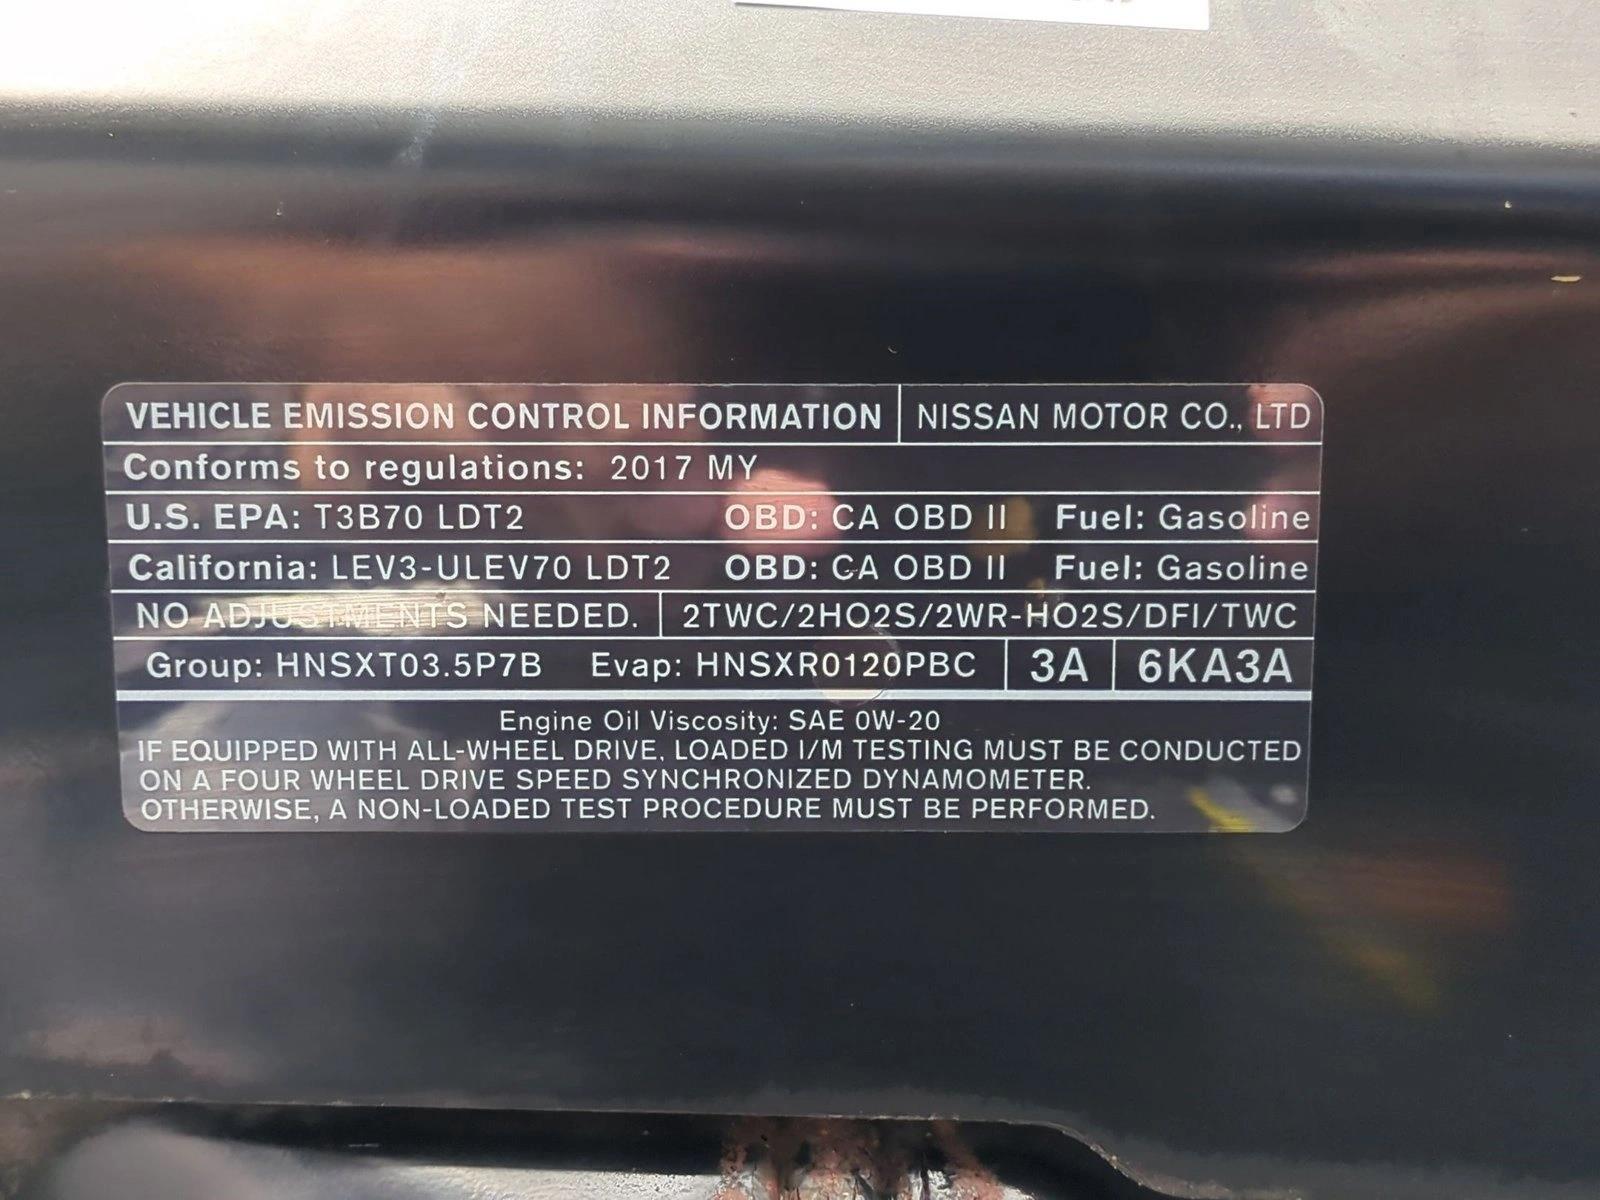 VEHICLE EMISSION CONTROL INFORMATION NISSAN MOTOR CO., LTD
Conforms to regulations: 2017 MY
U.S. EPA: T3B70 LDT2 OBD: CA OBD II Fuel: Gasoline
California: LEV3-ULEV70 LDT2 OBD: CA OBD II Fuel: Gasoline
NO ADJUSTMENTS NEEDED. 2TWC/2HO2S/2WR-HO2S/DFI/TWC
Group: HNSXT03.5P7B Evap: HNSXR0120PBC 3A 6KA3A
Engine Oil Viscosity: SAE 0W-20
IF EQUIPPED WITH ALL-WHEEL DRIVE, LOADED I/M TESTING MUST BE CONDUCTED
ON A FOUR WHEEL DRIVE SPEED SYNCHRONIZED DYNAMOMETER.
OTHERWISE, A NON-LOADED TEST PROCEDURE MUST BE PERFORMED.